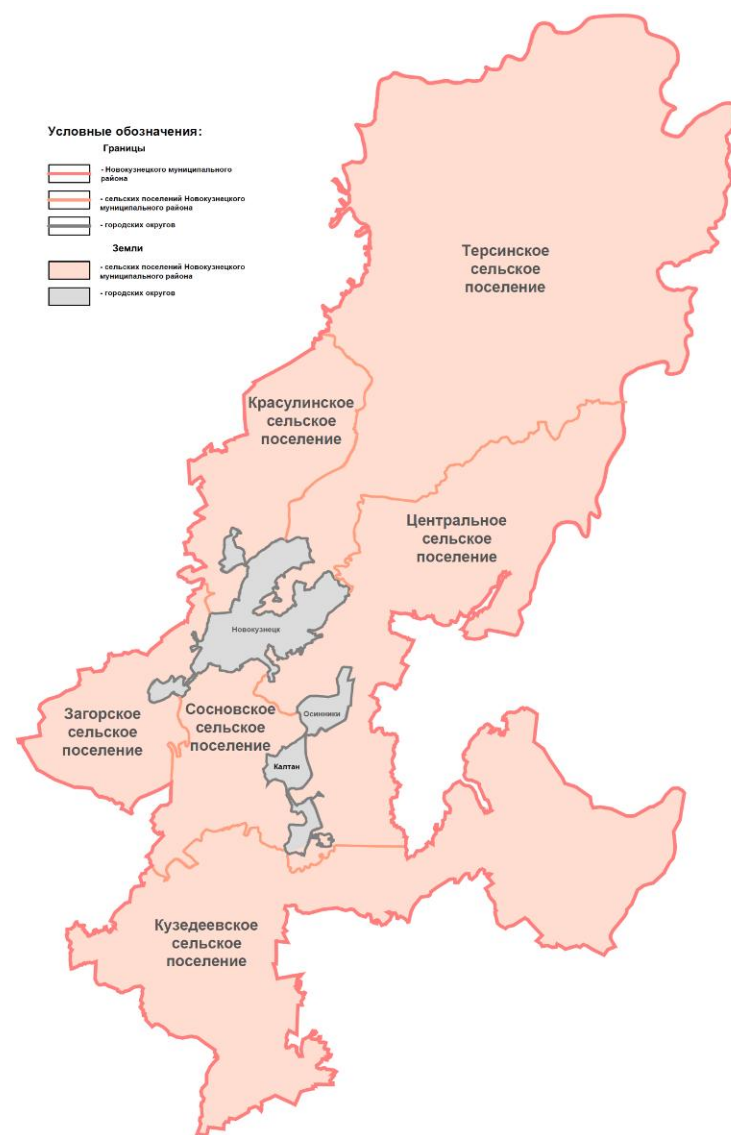 Условные обозначения:
Границы
- Новокузнецкого муниципального
района
- сельских поселений Новокузнецкого
муниципального района
- городских округов
Земли
- сельских поселений Новокузнецкого
муниципального района
- городских округов
Терсинское
сельское
поселение
Красулинское
сельское
поселение
Центральное
сельское
поселение
Новокузнецк
Загорское
сельское
поселение
Сосновское
сельское
поселение
Осинники
Калтан
Кузедеевское
сельское
поселение